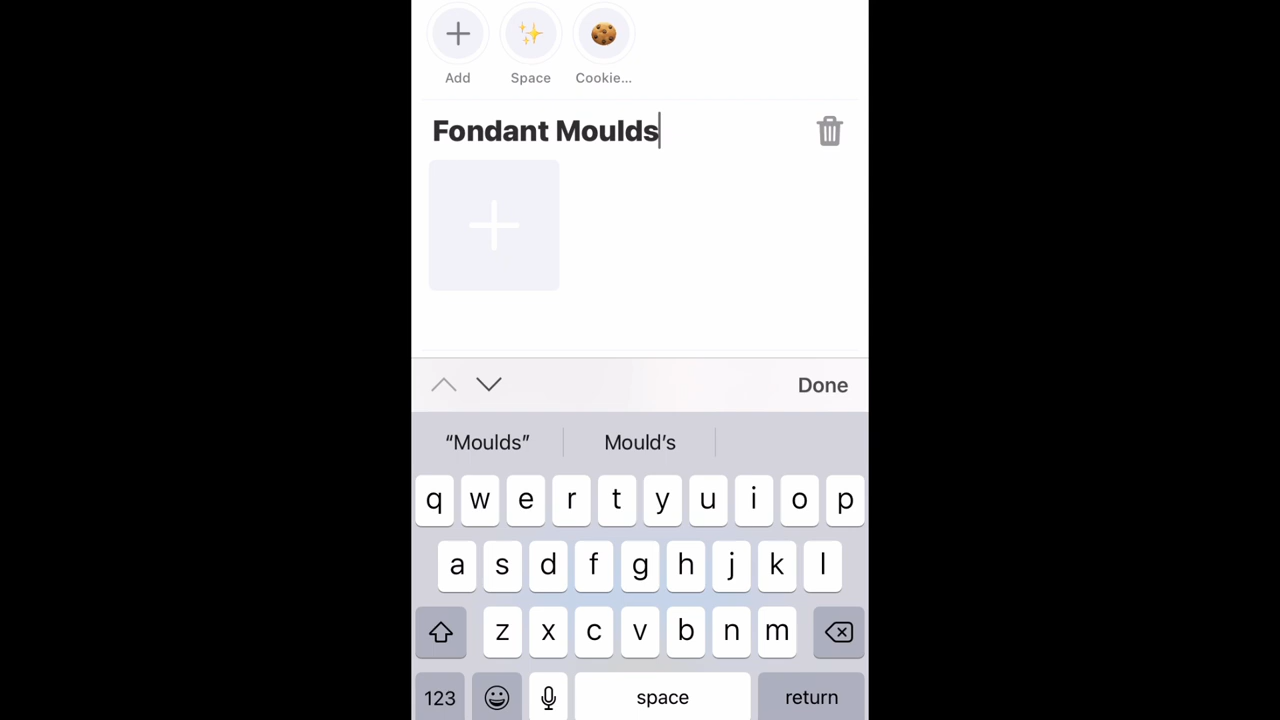 Add Space Cookie...
Fondant Moulds
Done
“Moulds” Mould’s
q w e r t y u i o p
a s d f g h j k l
z x c v b n m
123 space return